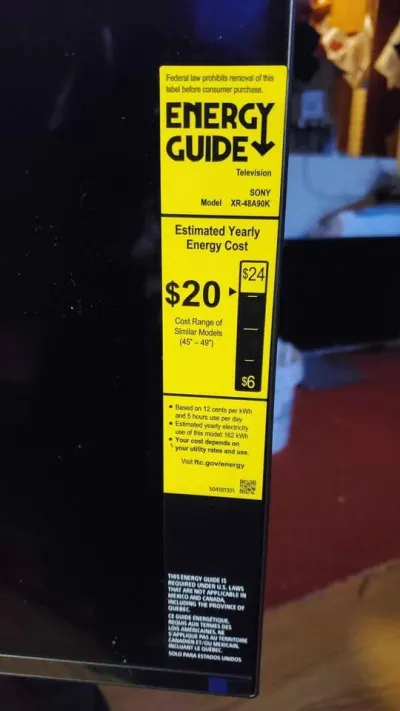 Federal law prohibits removal of this
label before consumer purchase.
ENERGY
GUIDE
Television
SONY
Model XR-48A90K
Estimated Yearly
Energy Cost
$24
$20
Cost Range of
Similar Models
(45" – 49")
$6
• Based on 12 cents per kWh
and 5 hours use per day
• Estimated yearly electricity
use of this model: 162 kWh
• Your cost depends on
your utility rates and use.
Visit ftc.gov/energy
THIS ENERGY GUIDE IS
REQUIRED UNDER U.S. LAWS
THAT ARE NOT APPLICABLE IN
MEXICO AND CANADA,
INCLUDING THE PROVINCE OF
QUEBEC.
CE GUIDE ÉNERGÉTIQUE,
REQUIS AUX TERMES DES
LOIS AMÉRICAINES, NE
S'APPLIQUE PAS AU TERRITOIRE
CANADIEN ET/OU MEXICAIN,
INCLUANT LE QUÉBEC.
SOLO PARA ESTADOS UNIDOS